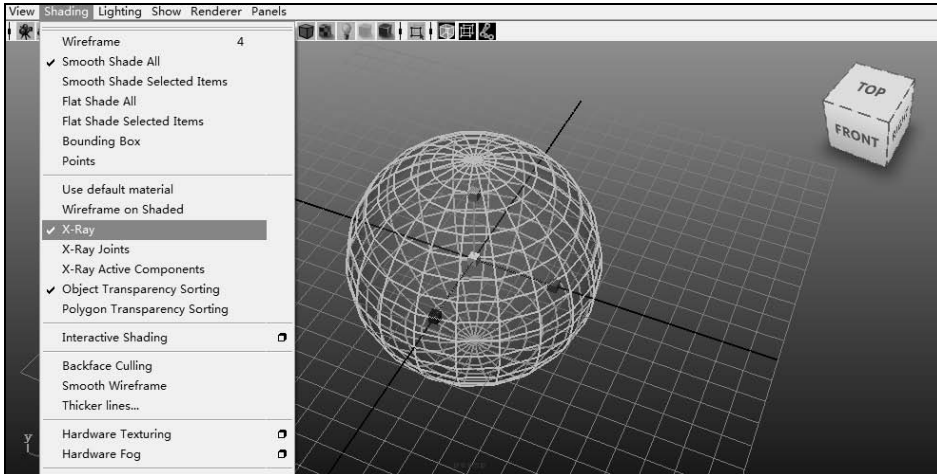 View Shading Lighting Show Renderer Panels
Wireframe 4
Smooth Shade All
Smooth Shade Selected Items
Flat Shade All
Flat Shade Selected Items
Bounding Box
Points
Use default material
Wireframe on Shaded
X-Ray
X-Ray Joints
X-Ray Active Components
Object Transparency Sorting
Polygon Transparency Sorting
Interactive Shading
Backface Culling
Smooth Wireframe
Thicker lines...
Hardware Texturing
Hardware Fog
TOP
FRONT
RIGHT
y